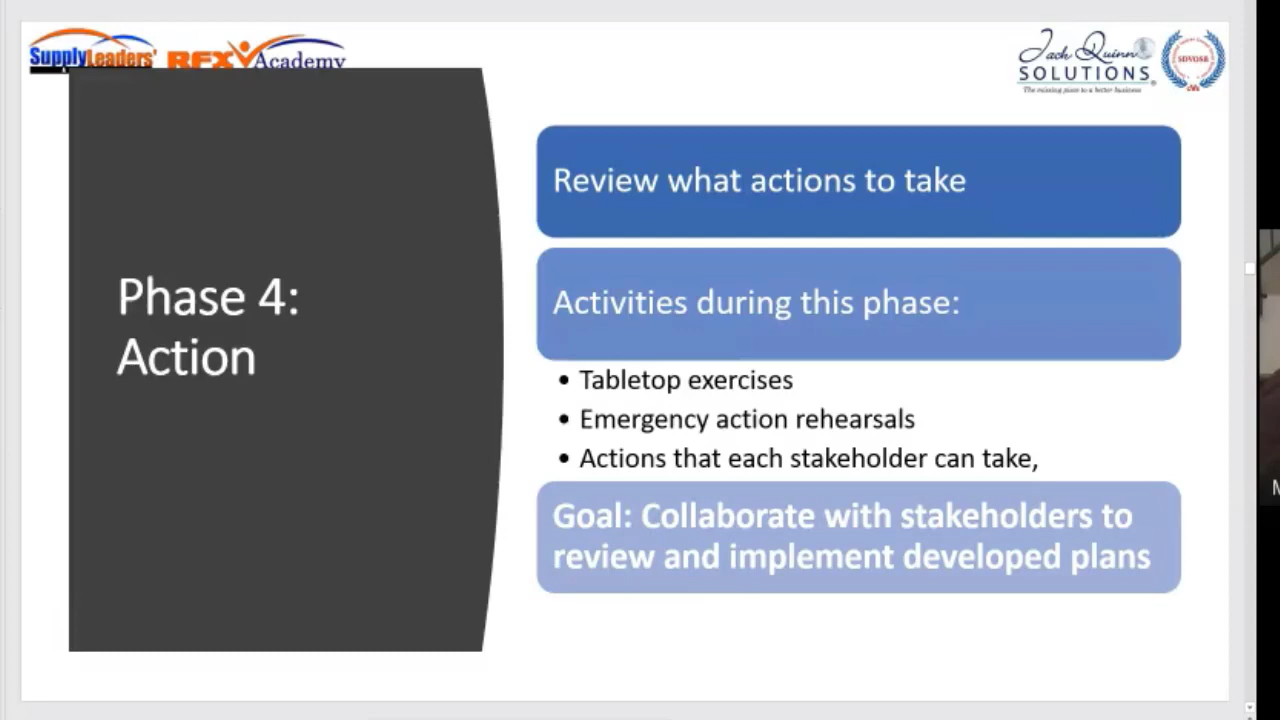 SupplyLeaders' RFX Academy
Jack Quinn
SOLUTIONS
The missing piece to a better business
SDVOSB
Phase 4:
Action
Review what actions to take
Activities during this phase:
• Tabletop exercises
• Emergency action rehearsals
• Actions that each stakeholder can take,
Goal: Collaborate with stakeholders to
review and implement developed plans